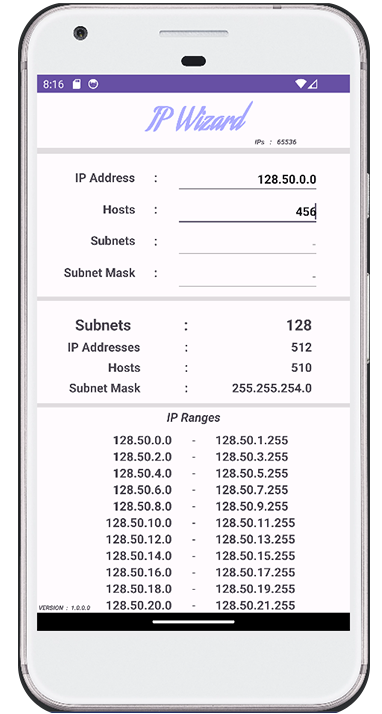 8:16
IP Wizard
IPs : 65536
IP Address : 128.50.0.0
Hosts : 456
Subnets : -
Subnet Mask : -
Subnets : 128
IP Addresses : 512
Hosts : 510
Subnet Mask : 255.255.254.0
IP Ranges
128.50.0.0 - 128.50.1.255
128.50.2.0 - 128.50.3.255
128.50.4.0 - 128.50.5.255
128.50.6.0 - 128.50.7.255
128.50.8.0 - 128.50.9.255
128.50.10.0 - 128.50.11.255
128.50.12.0 - 128.50.13.255
128.50.14.0 - 128.50.15.255
128.50.16.0 - 128.50.17.255
128.50.18.0 - 128.50.19.255
128.50.20.0 - 128.50.21.255
VERSION : 1.0.0.0